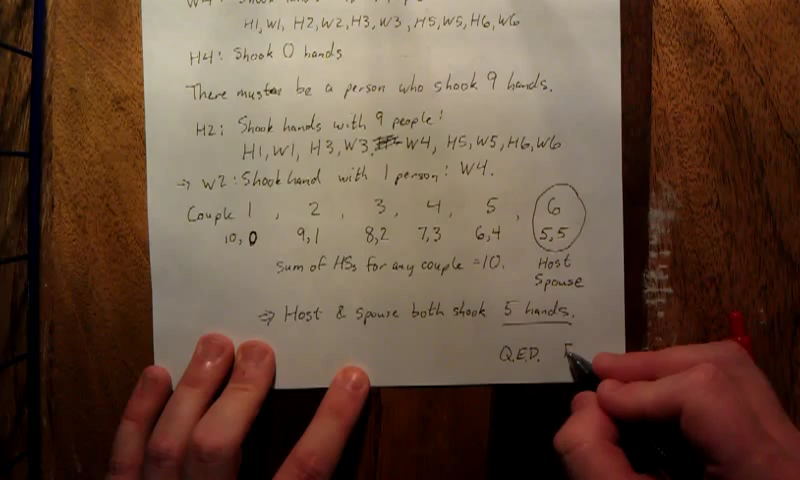 H1, W1, H2, W2, H3, W3, H5, W5, H6, W6
H4: Shook 0 hands
There must be a person who shook 9 hands.
H2: Shook hands with 9 people:
H1, W1, H3, W3, W4, H5, W5, H6, W6
⇒ W2: Shook hand with 1 person: W4.
Couple 1, 2, 3, 4, 5, 6
10,0 9,1 8,2 7,3 6,4 5,5
Sum of HSs for any couple =10. Host
Spouse
⇒ Host & Spouse both shook 5 hands.
Q.E.D.